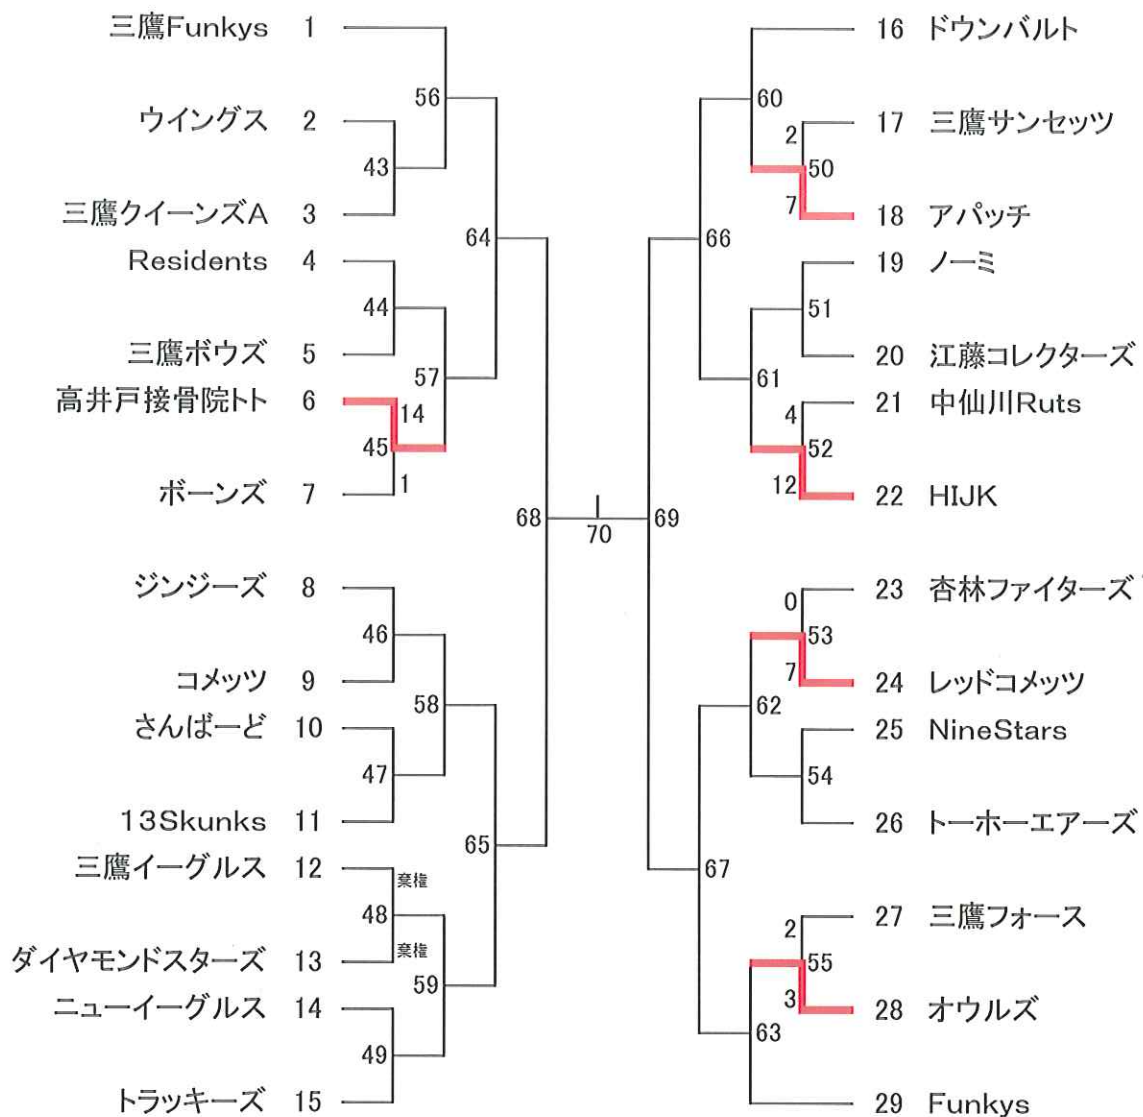 三鷹Funkys 1
56
ウイングス 2
43
三鷹クイーンズA 3
64
Residents 4
44
三鷹ボウズ 5
57
高井戸接骨院トト 6
14
45
1
ボーンズ 7
68
ジンジーズ 8
46
コメッツ 9
58
さんばーど 10
47
13Skunks 11
65
三鷹イーグルス 12
棄権
48
棄権
ダイヤモンドスターズ 13
59
ニューイーグルス 14
49
トラッキーズ 15
70
16 ドウンバルト
60
17 三鷹サンセッツ
2
50
7
18 アパッチ
66
19 ノーミ
51
20 江藤コレクターズ
61
21 中仙川Ruts
4
52
12
22 HIJK
69
23 杏林ファイターズ
0
53
7
24 レッドコメッツ
62
25 NineStars
54
26 トーホーエアーズ
67
27 三鷹フォース
2
55
3
28 オウルズ
63
29 Funkys